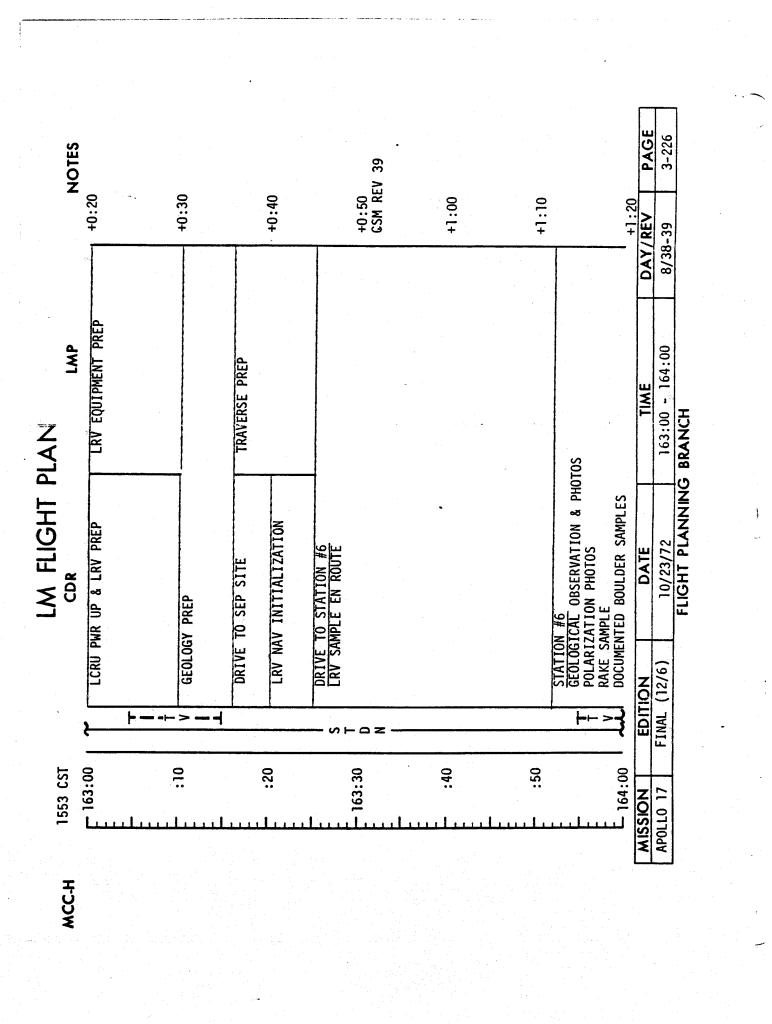 LM FLIGHT PLAN
MCC-H
1553 CST
CDR
LMP
NOTES
163:00
LCRU PWR UP & LRV PREP
LRV EQUIPMENT PREP
+0:20
T
V
:10
GEOLOGY PREP
+0:30
DRIVE TO SEP SITE
TRAVERSE PREP
:20
LRV NAV INITIALIZATION
+0:40
DRIVE TO STATION #6
LRV SAMPLE EN ROUTE
S
T
D
N
163:30
+0:50
CSM REV 39
:40
+1:00
:50
+1:10
STATION #6
GEOLOGICAL OBSERVATION & PHOTOS
POLARIZATION PHOTOS
RAKE SAMPLE
DOCUMENTED BOULDER SAMPLES
T
V
164:00
+1:20
MISSION EDITION DATE TIME DAY/REV PAGE
APOLLO 17 FINAL (12/6) 10/23/72 163:00 - 164:00 8/38-39 3-226
FLIGHT PLANNING BRANCH